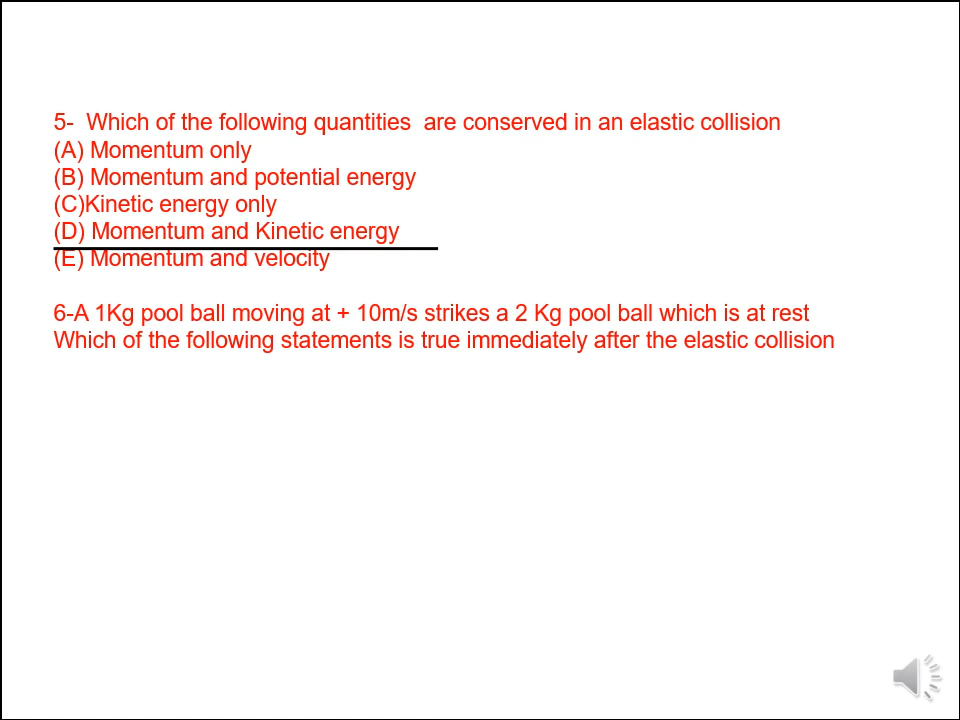 5-  Which of the following quantities  are conserved in an elastic collision
(A) Momentum only
(B) Momentum and potential energy
(C)Kinetic energy only
(D) Momentum and Kinetic energy
(E) Momentum and velocity
6-A 1Kg pool ball moving at + 10m/s strikes a 2 Kg pool ball which is at rest
Which of the following statements is true immediately after the elastic collision